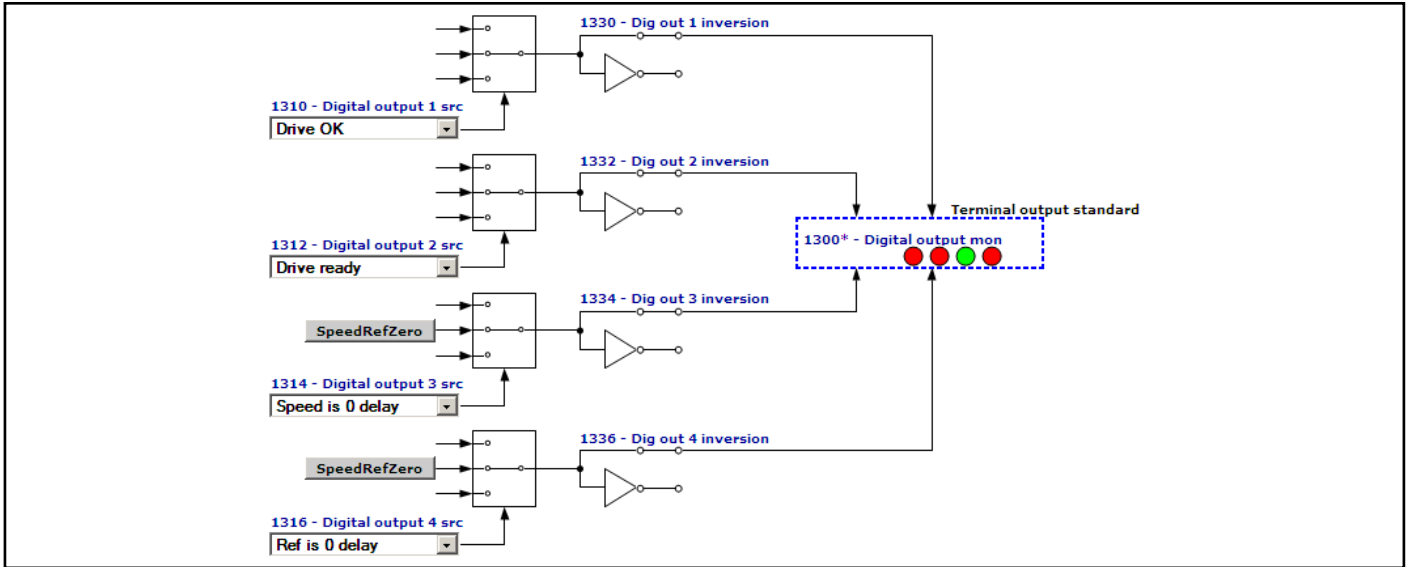 1330 - Dig out 1 inversion
1310 - Digital output 1 src
Drive OK
1332 - Dig out 2 inversion
Terminal output standard
1300* - Digital output mon
1312 - Digital output 2 src
Drive ready
1334 - Dig out 3 inversion
SpeedRefZero
1314 - Digital output 3 src
Speed is 0 delay
1336 - Dig out 4 inversion
SpeedRefZero
1316 - Digital output 4 src
Ref is 0 delay